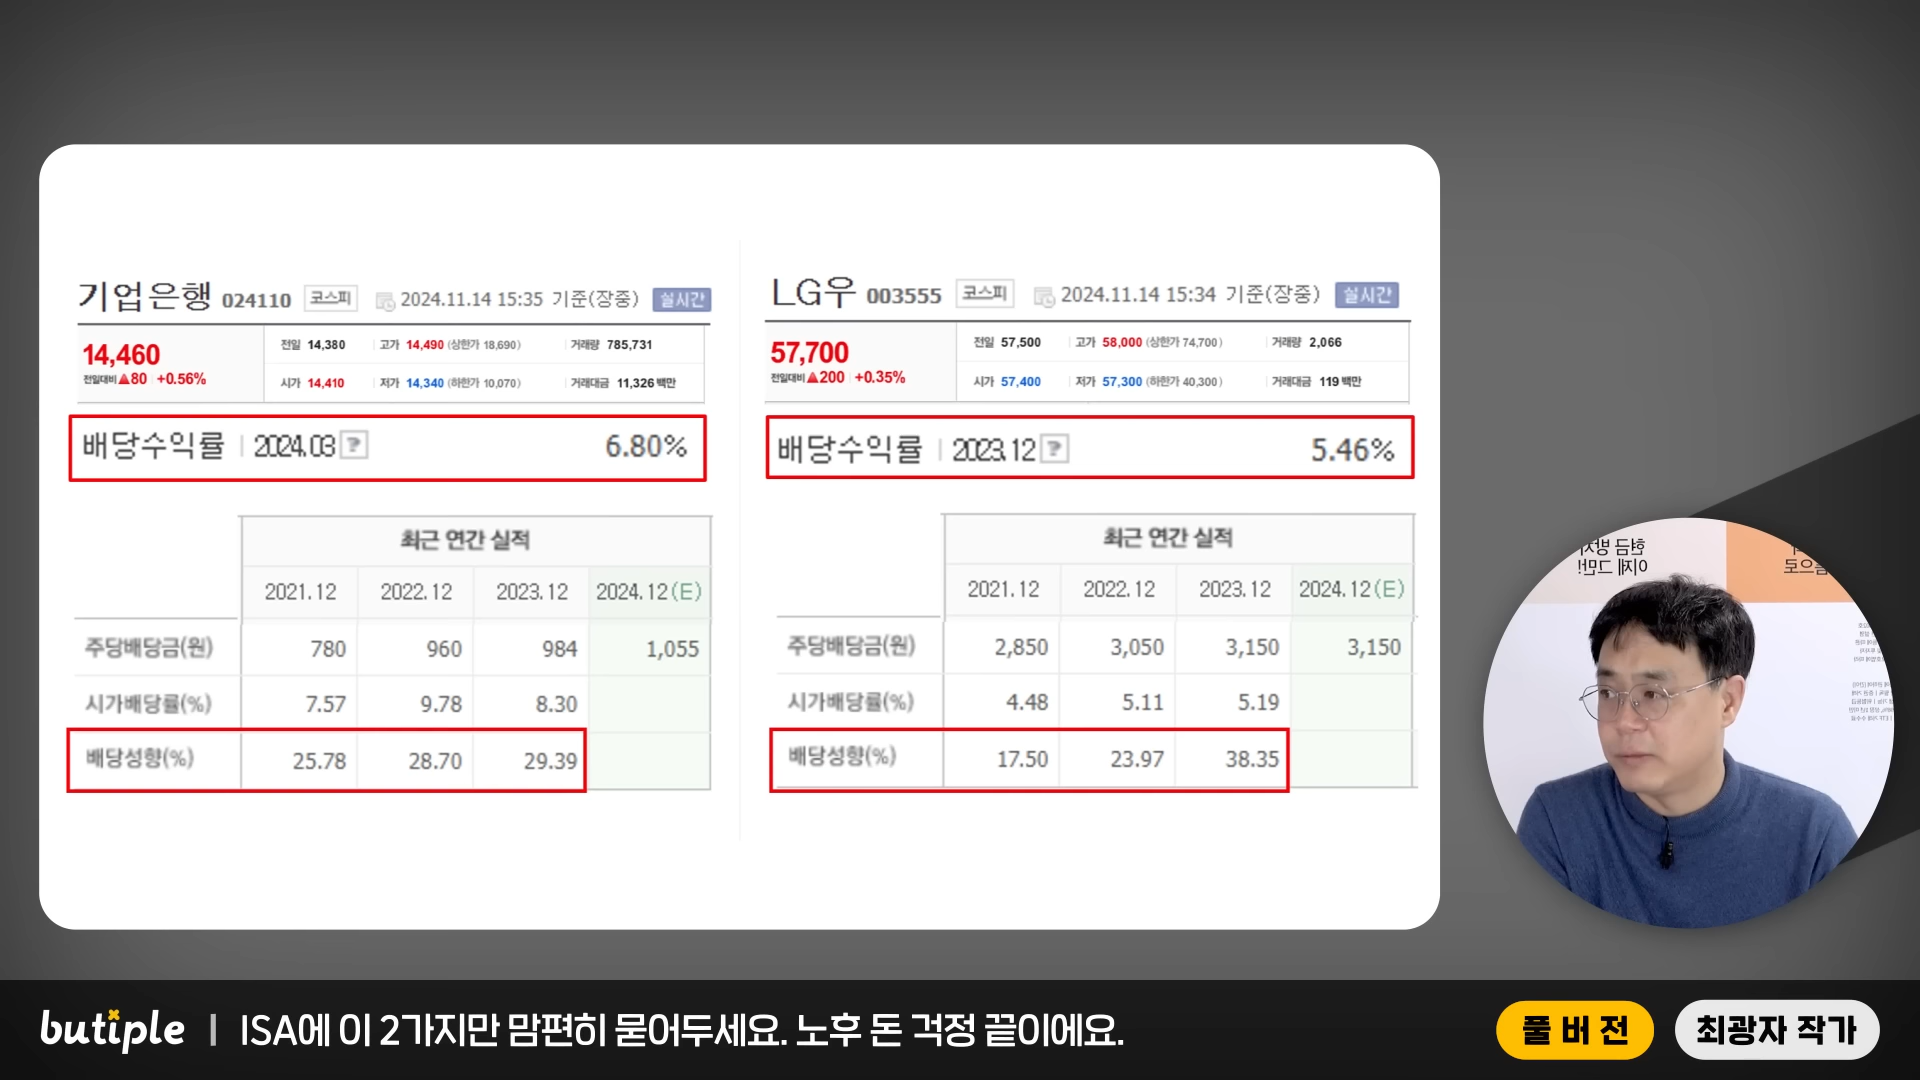 기업은행 024110 코스피 2024.11.14 15:35 기준(장중) 실시간
14,460
전일대비 ▲80 +0.56%
전일 14,380 고가 14,490 (상한가 18,690) 거래량 785,731
시가 14,410 저가 14,340 (하한가 10,070) 거래대금 11,326 백만
배당수익률 | 2024.03 ? 6.80%
최근 연간 실적
2021.12 2022.12 2023.12 2024.12(E)
주당배당금(원) 780 960 984 1,055
시가배당률(%) 7.57 9.78 8.30
배당성향(%) 25.78 28.70 29.39
LG우 003555 코스피 2024.11.14 15:34 기준(장중) 실시간
57,700
전일대비 ▲200 +0.35%
전일 57,500 고가 58,000 (상한가 74,700) 거래량 2,066
시가 57,400 저가 57,300 (하한가 40,300) 거래대금 119 백만
배당수익률 | 2023.12 ? 5.46%
최근 연간 실적
2021.12 2022.12 2023.12 2024.12(E)
주당배당금(원) 2,850 3,050 3,150 3,150
시가배당률(%) 4.48 5.11 5.19
배당성향(%) 17.50 23.97 38.35
현금
이제 그만!
butiple | ISA에 이 2가지만 맘편히 묻어두세요. 노후 돈 걱정 끝이에요.
풀 버 전
최광자 작가